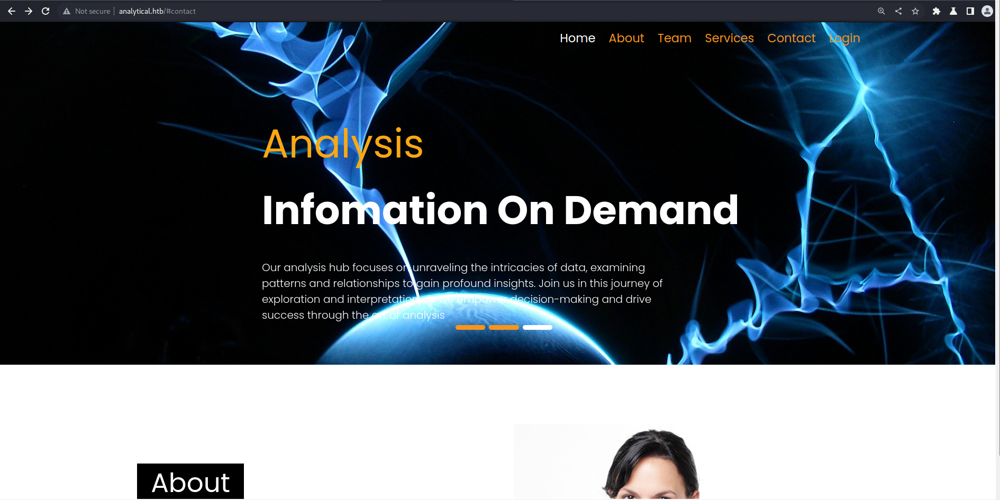 Not secure analytical.htb/#contact
Home About Team Services Contact Login
Analysis
Infomation On Demand
Our analysis hub focuses on unraveling the intricacies of data, examining
patterns and relationships to gain profound insights. Join us in this journey of
exploration and interpretation as we empower decision-making and drive
success through the art of analysis
About